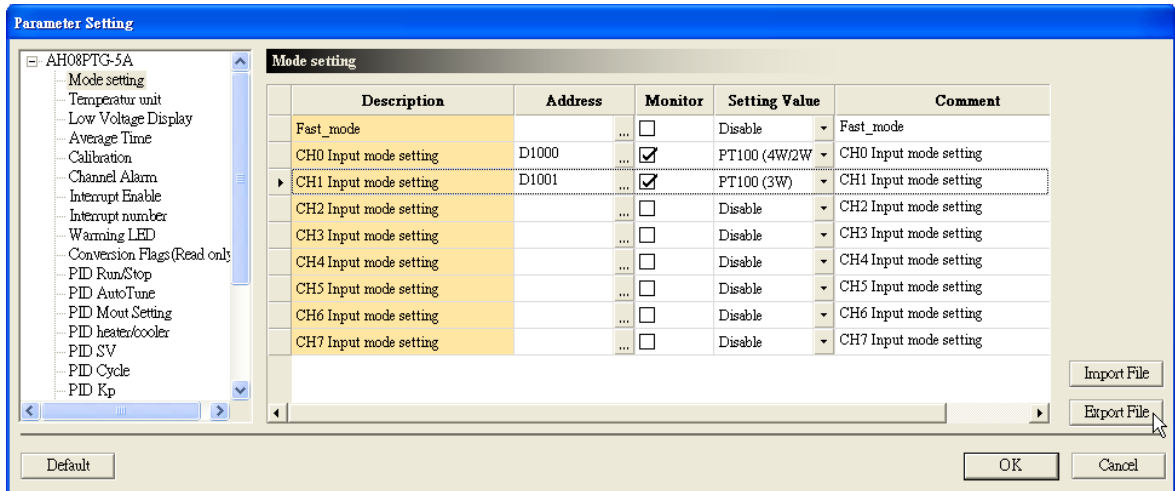 Parameter Setting
AH08PTG-5A
Mode setting
Temperatur unit
Low Voltage Display
Average Time
Calibration
Channel Alarm
Interrupt Enable
Interrupt number
Warming LED
Conversion Flags(Read only
PID Run/Stop
PID AutoTune
PID Mout Setting
PID heater/cooler
PID SV
PID Cycle
PID Kp
Mode setting
Description Address Monitor Setting Value Comment
Fast_mode ... Disable Fast_mode
CH0 Input mode setting D1000 ... PT100 (4W/2W CH0 Input mode setting
CH1 Input mode setting D1001 ... PT100 (3W) CH1 Input mode setting
CH2 Input mode setting ... Disable CH2 Input mode setting
CH3 Input mode setting ... Disable CH3 Input mode setting
CH4 Input mode setting ... Disable CH4 Input mode setting
CH5 Input mode setting ... Disable CH5 Input mode setting
CH6 Input mode setting ... Disable CH6 Input mode setting
CH7 Input mode setting ... Disable CH7 Input mode setting
Import File
Export File
Default OK Cancel